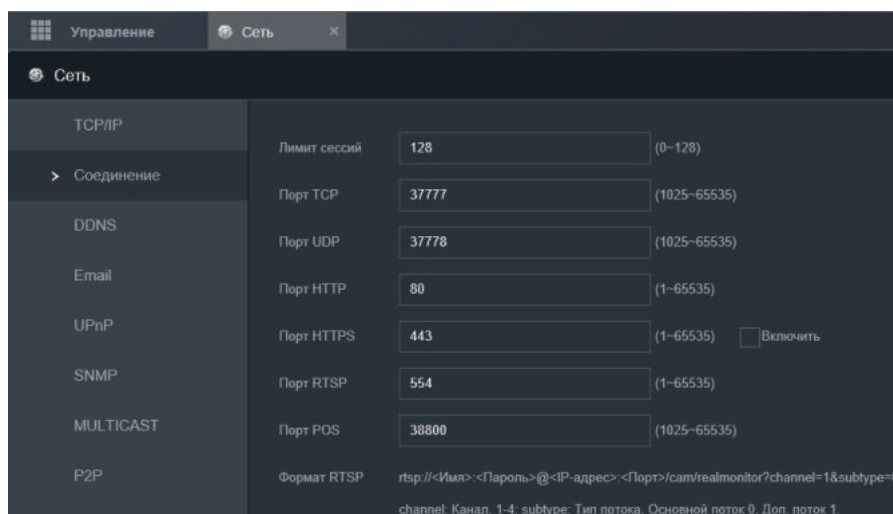 Управление
Сеть ×
Сеть
TCP/IP
> Соединение
DDNS
Email
UPnP
SNMP
MULTICAST
P2P
Лимит сессий 128 (0~128)
Порт TCP 37777 (1025~65535)
Порт UDP 37778 (1025~65535)
Порт HTTP 80 (1~65535)
Порт HTTPS 443 (1~65535) Включить
Порт RTSP 554 (1~65535)
Порт POS 38800 (1025~65535)
Формат RTSP rtsp://<Имя>:<Пароль>@<IP-адрес>:<Порт>/cam/realmonitor?channel=1&subtype=
channel: Канал, 1-4; subtype: Тип потока. Основной поток 0, Доп. поток 1.